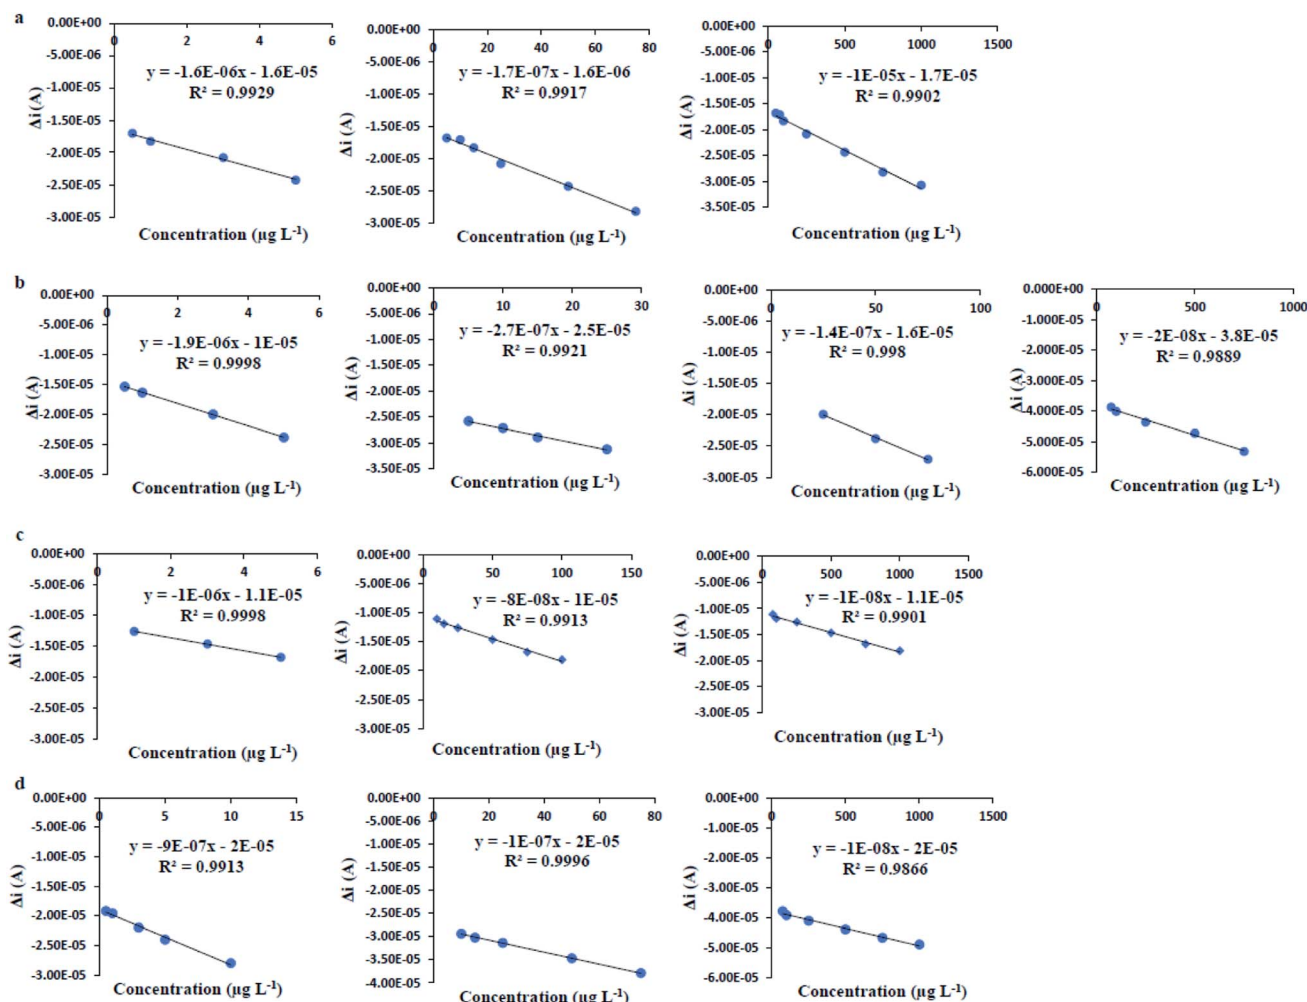 a
0.00E+00
-5.00E-06
-1.00E-05
-1.50E-05
-2.00E-05
-2.50E-05
-3.00E-05
0 2 4 6
y = -1.6E-06x - 1.6E-05
R² = 0.9929
Δi (A)
Concentration (µg L⁻¹)
0.00E+00
-5.00E-06
-1.00E-05
-1.50E-05
-2.00E-05
-2.50E-05
-3.00E-05
0 20 40 60 80
y = -1.7E-07x - 1.6E-06
R² = 0.9917
Δi (A)
Concentration (µg L⁻¹)
0.00E+00
-5.00E-06
-1.00E-05
-1.50E-05
-2.00E-05
-2.50E-05
-3.00E-05
-3.50E-05
0 500 1000 1500
y = -1E-05x - 1.7E-05
R² = 0.9902
Δi (A)
Concentration (µg L⁻¹)
b
0.00E+00
-5.00E-06
-1.00E-05
-1.50E-05
-2.00E-05
-2.50E-05
-3.00E-05
0 2 4 6
y = -1.9E-06x - 1E-05
R² = 0.9998
Δi (A)
Concentration (µg L⁻¹)
0.00E+00
-5.00E-06
-1.00E-05
-1.50E-05
-2.00E-05
-2.50E-05
-3.00E-05
-3.50E-05
0 10 20 30
y = -2.7E-07x - 2.5E-05
R² = 0.9921
Δi (A)
Concentration (µg L⁻¹)
0.00E+00
-5.00E-06
-1.00E-05
-1.50E-05
-2.00E-05
-2.50E-05
-3.00E-05
0 50 100
y = -1.4E-07x - 1.6E-05
R² = 0.998
Δi (A)
Concentration (µg L⁻¹)
0.000E+00
-1.000E-05
-2.000E-05
-3.000E-05
-4.000E-05
-5.000E-05
-6.000E-05
0 500 1000
y = -2E-08x - 3.8E-05
R² = 0.9889
Δi (A)
Concentration (µg L⁻¹)
c
0.00E+00
-5.00E-06
-1.00E-05
-1.50E-05
-2.00E-05
-2.50E-05
-3.00E-05
0 2 4 6
y = -1E-06x - 1.1E-05
R² = 0.9998
Δi (A)
Concentration (µg L⁻¹)
0.00E+00
-5.00E-06
-1.00E-05
-1.50E-05
-2.00E-05
-2.50E-05
-3.00E-05
0 50 100 150
y = -8E-08x - 1E-05
R² = 0.9913
Δi (A)
Concentration (µg L⁻¹)
0.00E+00
-5.00E-06
-1.00E-05
-1.50E-05
-2.00E-05
-2.50E-05
-3.00E-05
0 500 1000 1500
y = -1E-08x - 1.1E-05
R² = 0.9901
Δi (A)
Concentration (µg L⁻¹)
d
0.00E+00
-5.00E-06
-1.00E-05
-1.50E-05
-2.00E-05
-2.50E-05
-3.00E-05
0 5 10 15
y = -9E-07x - 2E-05
R² = 0.9913
Δi (A)
Concentration (µg L⁻¹)
0.00E+00
-5.00E-06
-1.00E-05
-1.50E-05
-2.00E-05
-2.50E-05
-3.00E-05
-3.50E-05
-4.00E-05
0 20 40 60 80
y = -1E-07x - 2E-05
R² = 0.9996
Δi (A)
Concentration (µg L⁻¹)
0.00E+00
-1.00E-05
-2.00E-05
-3.00E-05
-4.00E-05
-5.00E-05
-6.00E-05
0 500 1000 1500
y = -1E-08x - 2E-05
R² = 0.9866
Δi (A)
Concentration (µg L⁻¹)